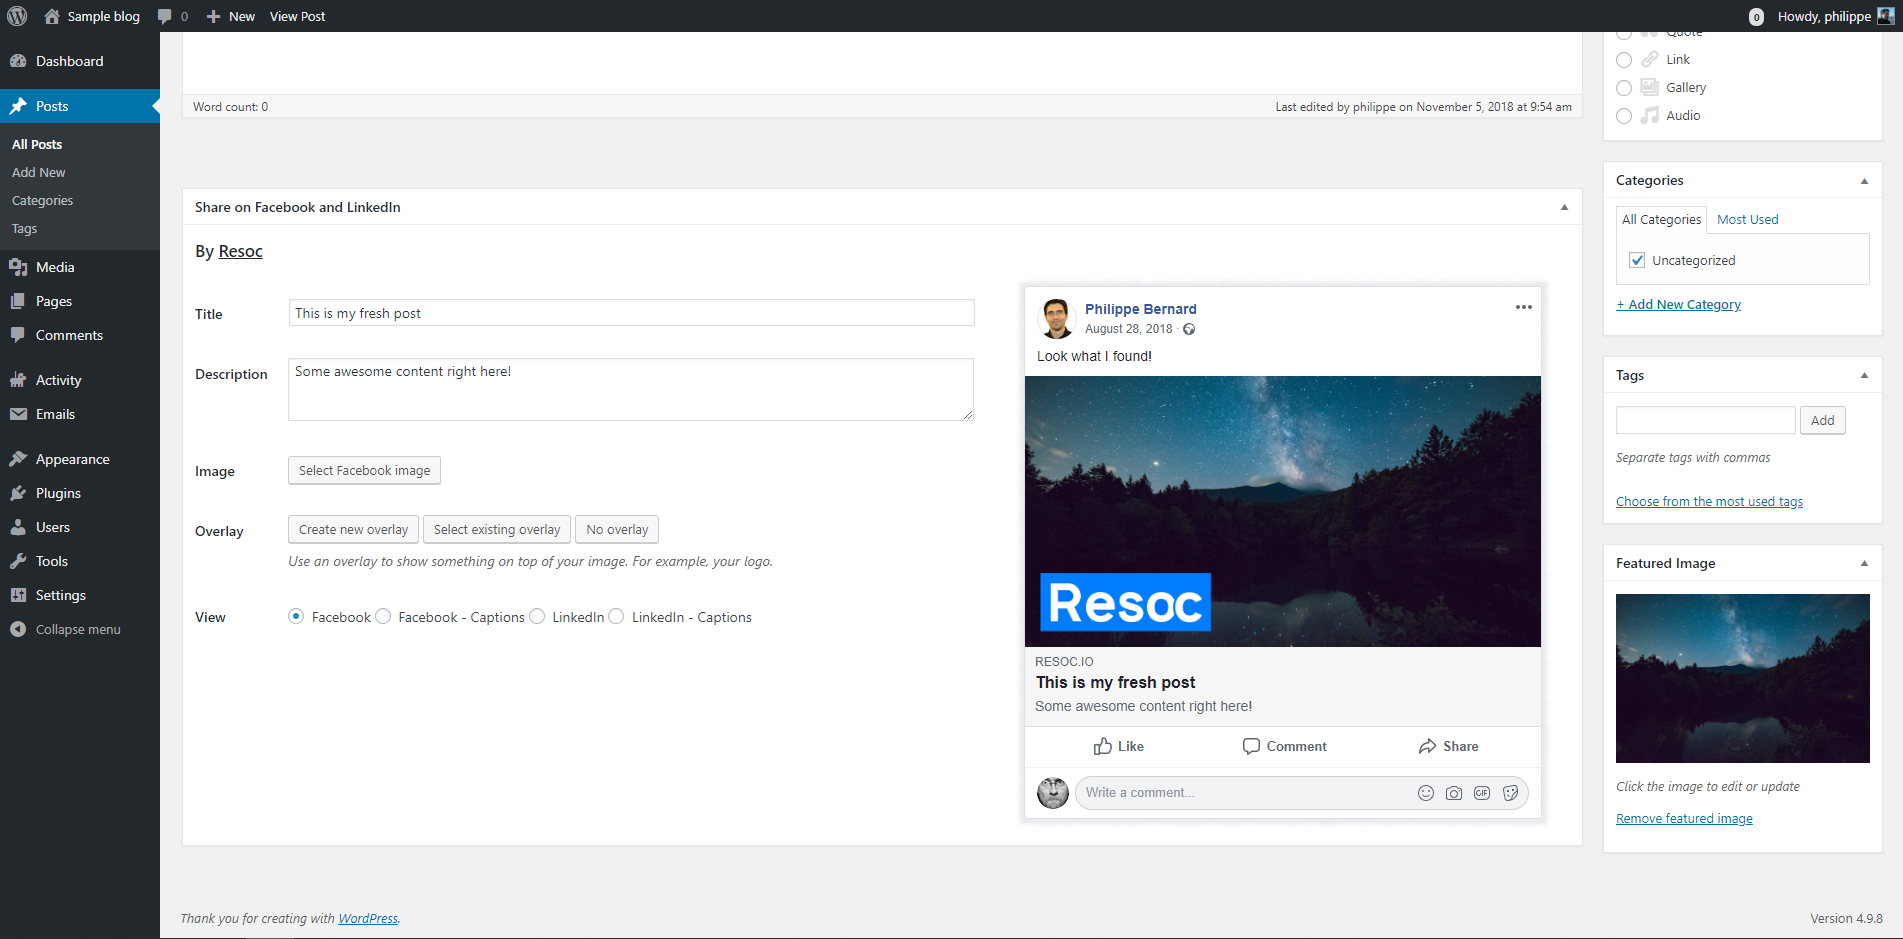 Sample blog 0 New View Post 0 Howdy, philippe
Dashboard
Posts
All Posts
Add New
Categories
Tags
Media
Pages
Comments
Activity
Emails
Appearance
Plugins
Users
Tools
Settings
Collapse menu
Word count: 0 Last edited by philippe on November 5, 2018 at 9:54 am
Share on Facebook and LinkedIn
By Resoc
Title This is my fresh post
Description Some awesome content right here!
Image Select Facebook image
Overlay Create new overlay Select existing overlay No overlay
Use an overlay to show something on top of your image. For example, your logo.
View Facebook Facebook - Captions LinkedIn LinkedIn - Captions
Philippe Bernard
August 28, 2018 ·
Look what I found!
Resoc
RESOC.IO
This is my fresh post
Some awesome content right here!
Like Comment Share
Write a comment... GIF
Quote
Link
Gallery
Audio
Categories
All Categories Most Used
Uncategorized
+ Add New Category
Tags
Add
Separate tags with commas
Choose from the most used tags
Featured Image
Click the image to edit or update
Remove featured image
Thank you for creating with WordPress. Version 4.9.8